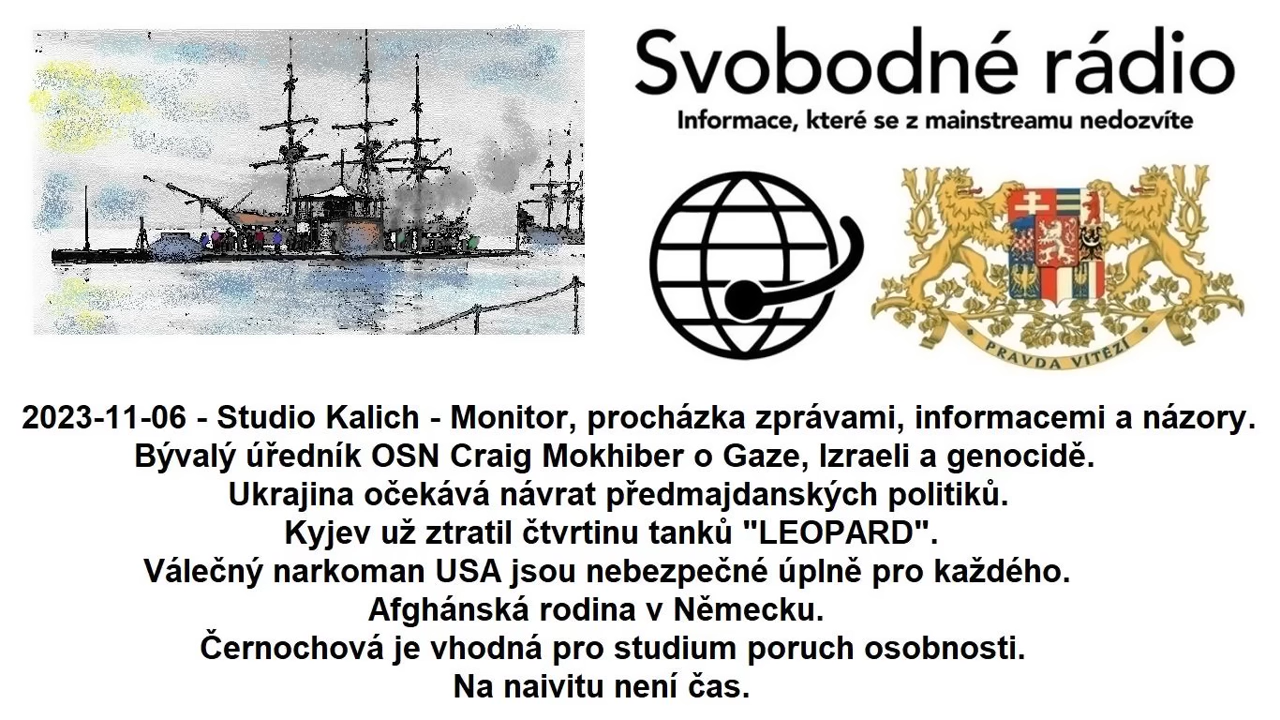 Svobodné rádio
Informace, které se z mainstreamu nedozvíte
PRAVDA VÍTĚZÍ
2023-11-06 - Studio Kalich - Monitor, procházka zprávami, informacemi a názory.
Bývalý úředník OSN Craig Mokhiber o Gaze, Izraeli a genocidě.
Ukrajina očekává návrat předmajdanských politiků.
Kyjev už ztratil čtvrtinu tanků "LEOPARD".
Válečný narkoman USA jsou nebezpečné úplně pro každého.
Afghánská rodina v Německu.
Černochová je vhodná pro studium poruch osobnosti.
Na naivitu není čas.